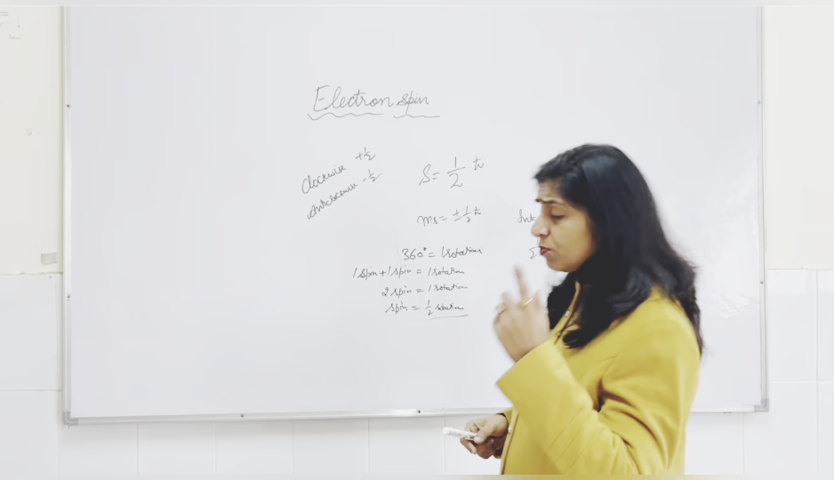 Electron spin
clockwise +1/2
anticlockwise -1/2
S = 1/2 ħ
ms = ±1/2 ħ
360° = 1 rotation
1 spin + 1 spin = 1 rotation
2 spin = 1 rotation
spin = 1/2 rotation